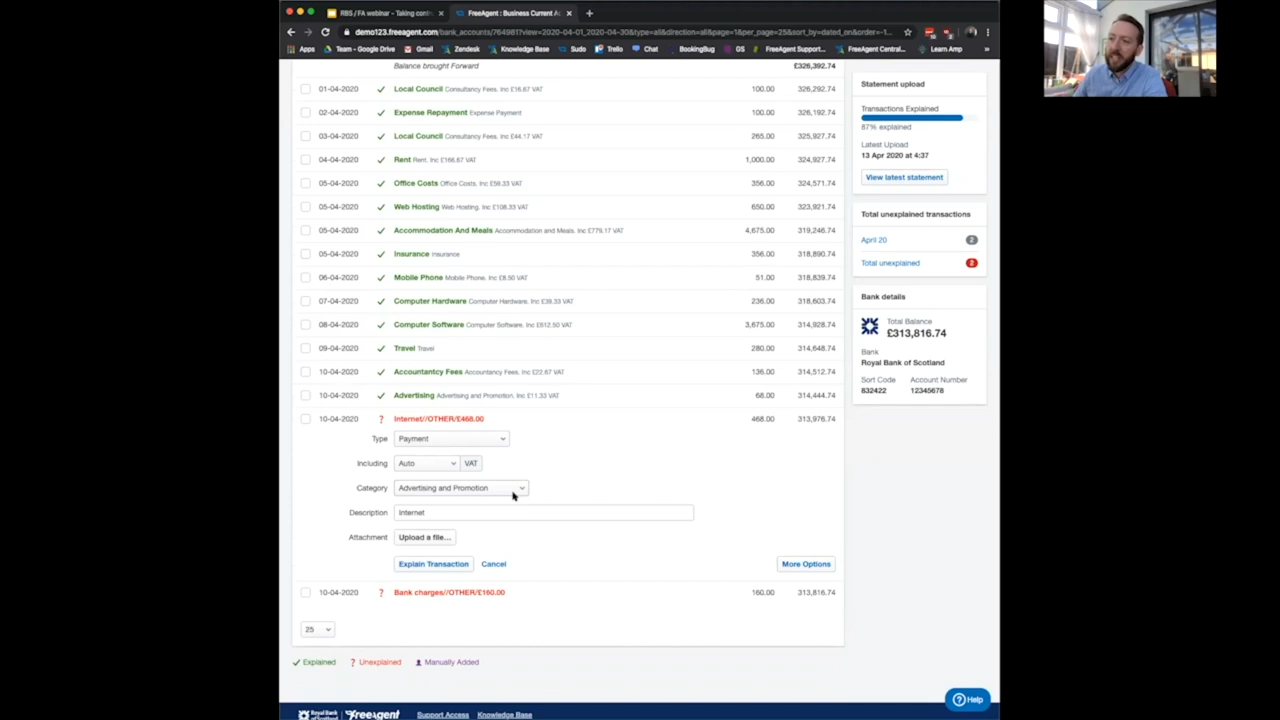 RBS / FA webinar - Taking cont
FreeAgent : Business Current A
demo123.freeagent.com/bank_accounts/764981?view=2020-04-01_2020-04-30&type=all&direction=all&page=1&per_page=25&sort_by=dated_on&order=-1...
Apps
Team - Google Drive
Gmail
Zendesk
Knowledge Base
Sudo
Trello
Chat
BookingBug
GS
FreeAgent Support...
FreeAgent Central...
Learn Amp
»
Balance brought Forward £326,392.74
01-04-2020 Local Council Consultancy Fees. Inc £16.67 VAT 100.00 326,292.74
02-04-2020 Expense Repayment Expense Payment 100.00 326,192.74
03-04-2020 Local Council Consultancy Fees. Inc £44.17 VAT 265.00 325,927.74
04-04-2020 Rent Rent. Inc £166.67 VAT 1,000.00 324,927.74
05-04-2020 Office Costs Office Costs. Inc £59.33 VAT 356.00 324,571.74
05-04-2020 Web Hosting Web Hosting. Inc £108.33 VAT 650.00 323,921.74
05-04-2020 Accommodation And Meals Accommodation and Meals. Inc £779.17 VAT 4,675.00 319,246.74
05-04-2020 Insurance Insurance 356.00 318,890.74
06-04-2020 Mobile Phone Mobile Phone. Inc £8.50 VAT 51.00 318,839.74
07-04-2020 Computer Hardware Computer Hardware. Inc £39.33 VAT 236.00 318,603.74
08-04-2020 Computer Software Computer Software. Inc £612.50 VAT 3,675.00 314,928.74
09-04-2020 Travel Travel 280.00 314,648.74
10-04-2020 Accountancy Fees Accountancy Fees. Inc £22.67 VAT 136.00 314,512.74
10-04-2020 Advertising Advertising and Promotion. Inc £11.33 VAT 68.00 314,444.74
10-04-2020 ? Internet//OTHER/£468.00 468.00 313,976.74
Type Payment
Including Auto VAT
Category Advertising and Promotion
Description Internet
Attachment Upload a file...
Explain Transaction Cancel More Options
10-04-2020 ? Bank charges//OTHER/£160.00 160.00 313,816.74
25
Explained ? Unexplained Manually Added
Statement upload
Transactions Explained
87% explained
Latest Upload
13 Apr 2020 at 4:37
View latest statement
Total unexplained transactions
April 20 2
Total unexplained 2
Bank details
Total Balance
£313,816.74
Bank
Royal Bank of Scotland
Sort Code Account Number
832422 12345678
Help
Royal Bank of Scotland FreeAgent Support Access Knowledge Base